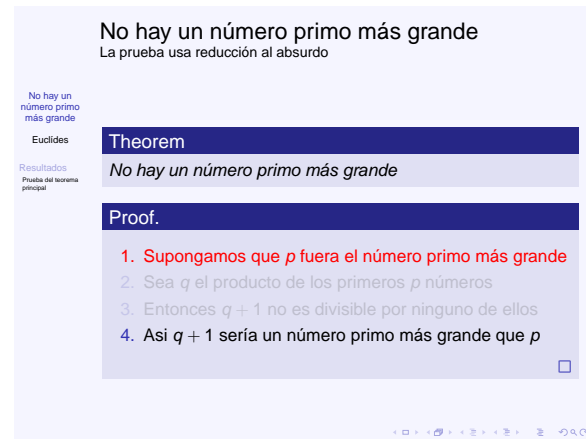 No hay un número primo más grande
La prueba usa reducción al absurdo
No hay un
número primo
más grande
Euclides
Resultados
Prueba del teorema
principal
Theorem
No hay un número primo más grande
Proof.
1. Supongamos que p fuera el número primo más grande
2. Sea q el producto de los primeros p números
3. Entonces q + 1 no es divisible por ninguno de ellos
4. Asi q + 1 sería un número primo más grande que p